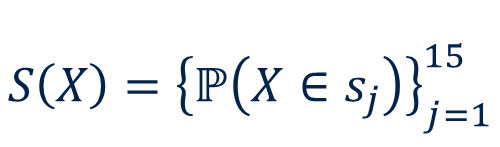 S(X) = {ℙ(X ∈ s_j)}_{j=1}^{15}